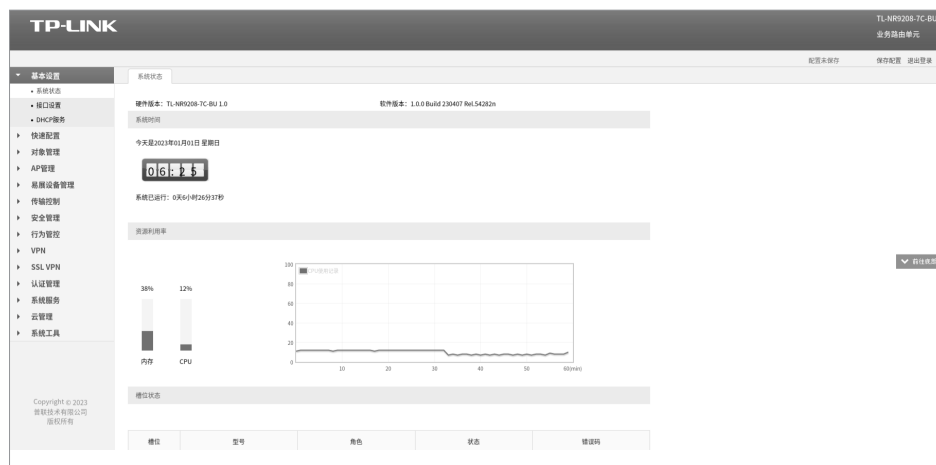 TP-LINK
TL-NR9208-7C-BU
业务路由单元
配置未保存 保存配置 退出登录
基本设置
系统状态
接口设置
DHCP服务
快速配置
对象管理
AP管理
易展设备管理
传输控制
安全管理
行为管控
VPN
SSL VPN
认证管理
系统服务
云管理
系统工具
Copyright © 2023
普联技术有限公司
版权所有
系统状态
硬件版本：TL-NR9208-7C-BU 1.0 软件版本：1.0.0 Build 230407 Rel.54282n
系统时间
今天是2023年01月01日 星期日
06:25
系统已运行：0天6小时26分37秒
资源利用率
38% 12%
内存 CPU
100
80
60
40
20
0
10 20 30 40 50 60(min)
前往底部
槽位状态
槽位 型号 角色 状态 错误码